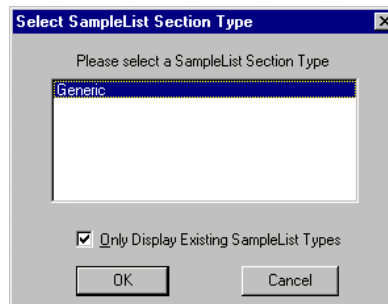 Select SampleList Section Type
Please select a SampleList Section Type
Generic
Only Display Existing SampleList Types
OK
Cancel